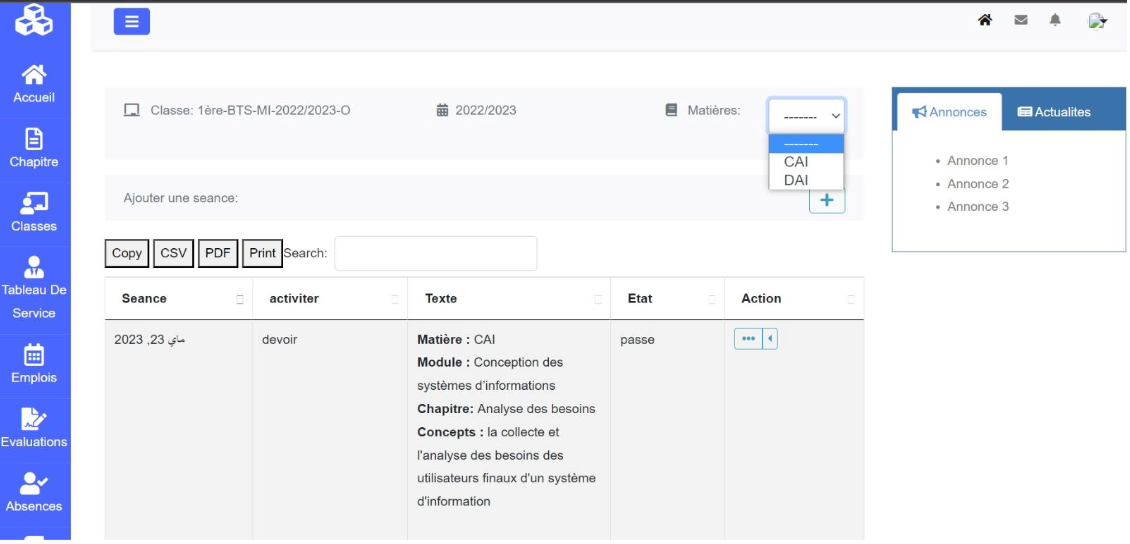 Accueil
Chapitre
Classes
Tableau De
Service
Emplois
Evaluations
Absences
Classe: 1ère-BTS-MI-2022/2023-O
2022/2023
Matières:
-------
-------
CAI
DAI
Ajouter une seance:
Copy CSV PDF Print Search:
Seance activiter Texte Etat Action
ماي 23, 2023
devoir
Matière : CAI
Module : Conception des
systèmes d'informations
Chapitre: Analyse des besoins
Concepts : la collecte et
l'analyse des besoins des
utilisateurs finaux d'un système
d'information
passe
Annonces Actualites
Annonce 1
Annonce 2
Annonce 3